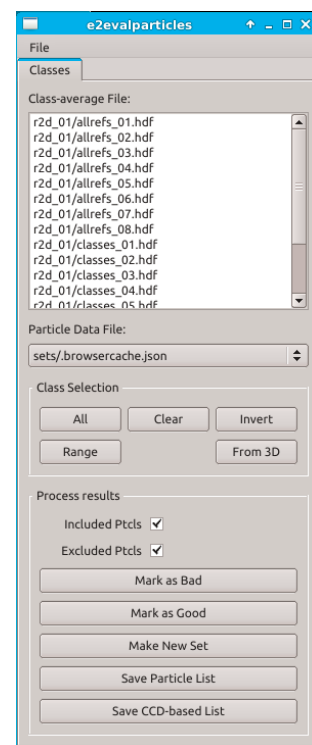 e2evalparticles
File
Classes
Class-average File:
r2d_01/allrefs_01.hdf
r2d_01/allrefs_02.hdf
r2d_01/allrefs_03.hdf
r2d_01/allrefs_04.hdf
r2d_01/allrefs_05.hdf
r2d_01/allrefs_06.hdf
r2d_01/allrefs_07.hdf
r2d_01/allrefs_08.hdf
r2d_01/classes_01.hdf
r2d_01/classes_02.hdf
r2d_01/classes_03.hdf
r2d_01/classes_04.hdf
r2d_01/classes_05.hdf
Particle Data File:
sets/.browsercache.json
Class Selection
All Clear Invert
Range From 3D
Process results
Included Ptcls
Excluded Ptcls
Mark as Bad
Mark as Good
Make New Set
Save Particle List
Save CCD-based List